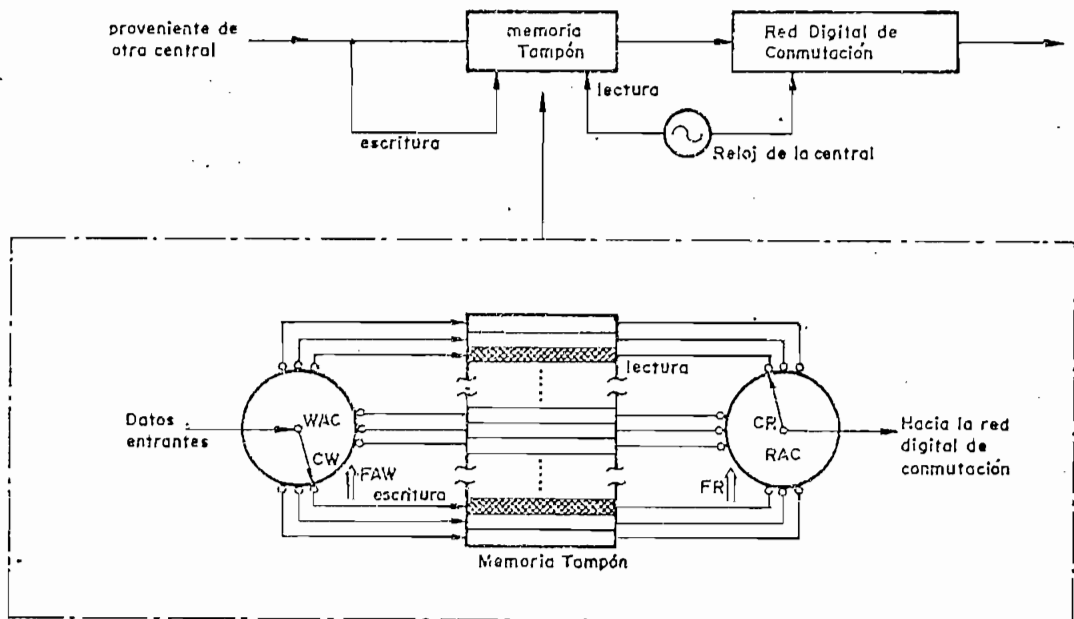 proveniente de
otra central
memoria
Tampón
Red Digital de
Conmutación
lectura
escritura
Reloj de la central
lectura
Datos
entrantes
WAC
CW
FAW
escritura
CR
RAC
FR
Hacia la red
digital de
conmutación
Memoria Tampón